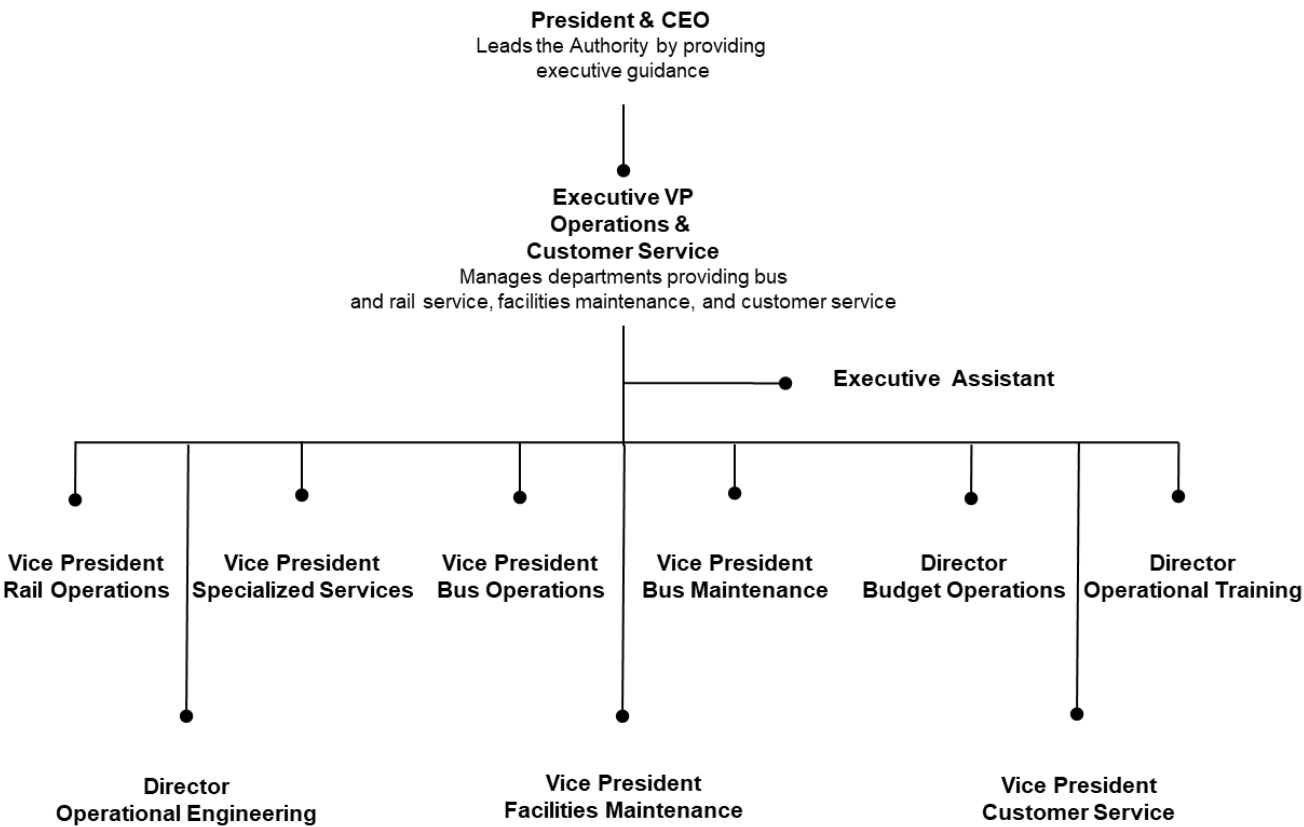 President & CEO
Leads the Authority by providing
executive guidance
Executive VP
Operations &
Customer Service
Manages departments providing bus
and rail service, facilities maintenance, and customer service
Executive Assistant
Vice President
Rail Operations
Vice President
Specialized Services
Vice President
Bus Operations
Vice President
Bus Maintenance
Director
Budget Operations
Director
Operational Training
Director
Operational Engineering
Vice President
Facilities Maintenance
Vice President
Customer Service